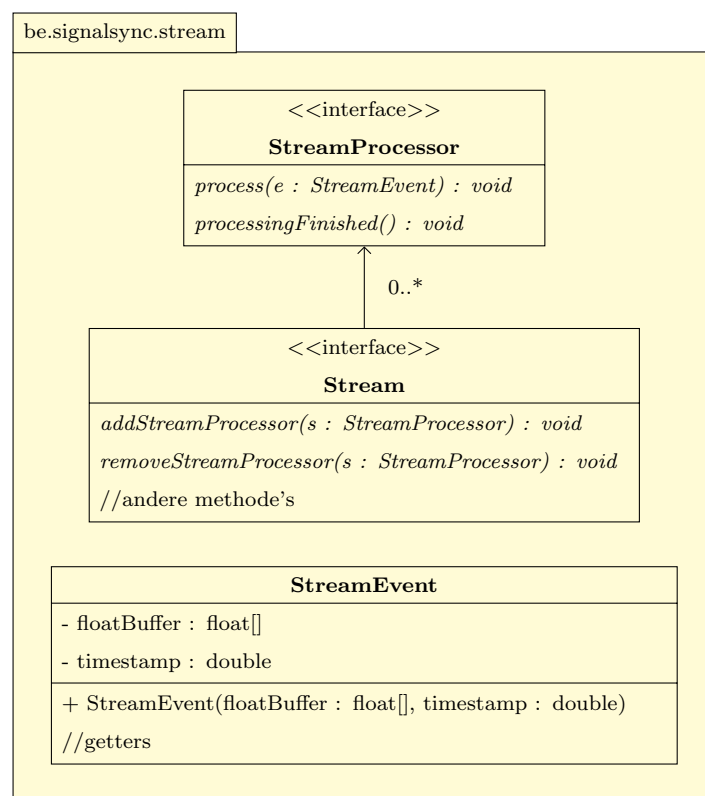 be.signalsync.stream
<<interface>>
StreamProcessor
process(e : StreamEvent) : void
processingFinished() : void
0..*
<<interface>>
Stream
addStreamProcessor(s : StreamProcessor) : void
removeStreamProcessor(s : StreamProcessor) : void
//andere methode's
StreamEvent
- floatBuffer : float[]
- timestamp : double
+ StreamEvent(floatBuffer : float[], timestamp : double)
//getters